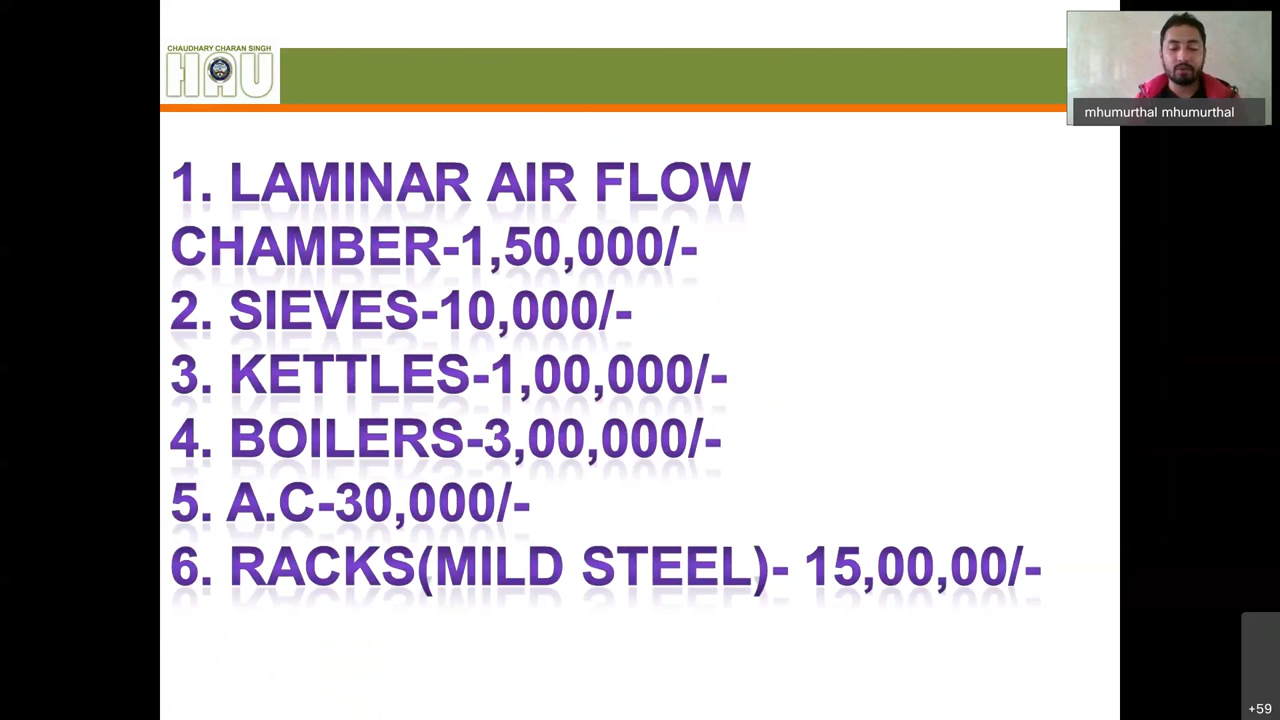 CHAUDHARY CHARAN SINGH
HAU
mhumurthal mhumurthal
1. LAMINAR AIR FLOW
CHAMBER-1,50,000/-
2. SIEVES-10,000/-
3. KETTLES-1,00,000/-
4. BOILERS-3,00,000/-
5. A.C-30,000/-
6. RACKS(MILD STEEL)- 15,00,00/-
+59